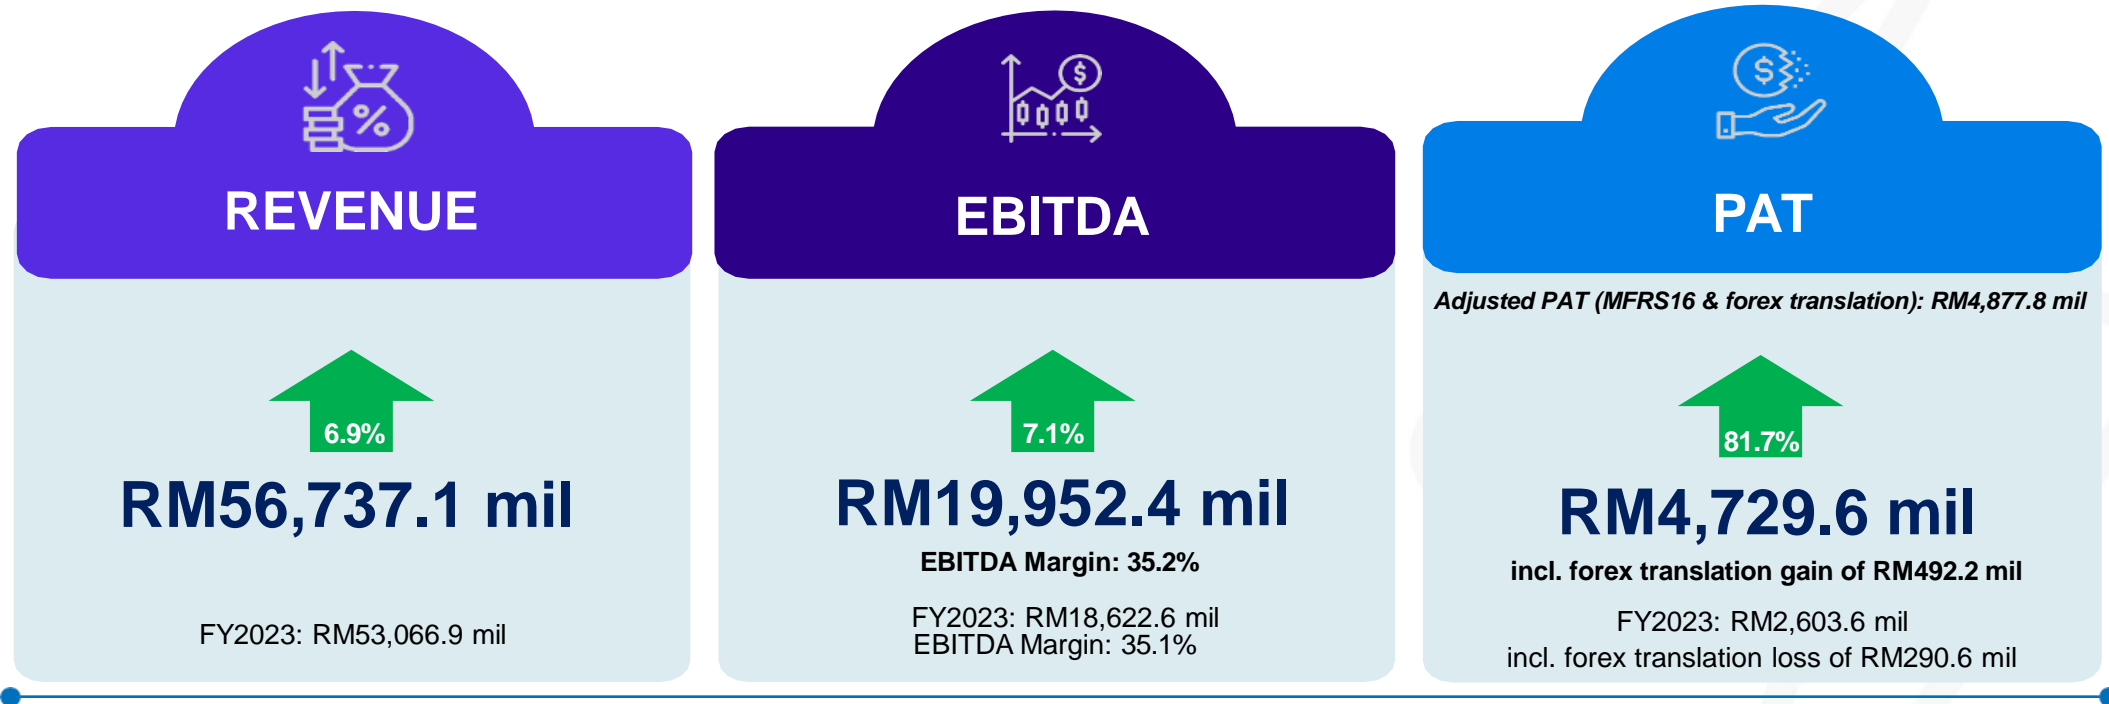 REVENUE
6.9%
RM56,737.1 mil
FY2023: RM53,066.9 mil
EBITDA
7.1%
RM19,952.4 mil
EBITDA Margin: 35.2%
FY2023: RM18,622.6 mil
EBITDA Margin: 35.1%
PAT
Adjusted PAT (MFRS16 & forex translation): RM4,877.8 mil
81.7%
RM4,729.6 mil
incl. forex translation gain of RM492.2 mil
FY2023: RM2,603.6 mil
incl. forex translation loss of RM290.6 mil